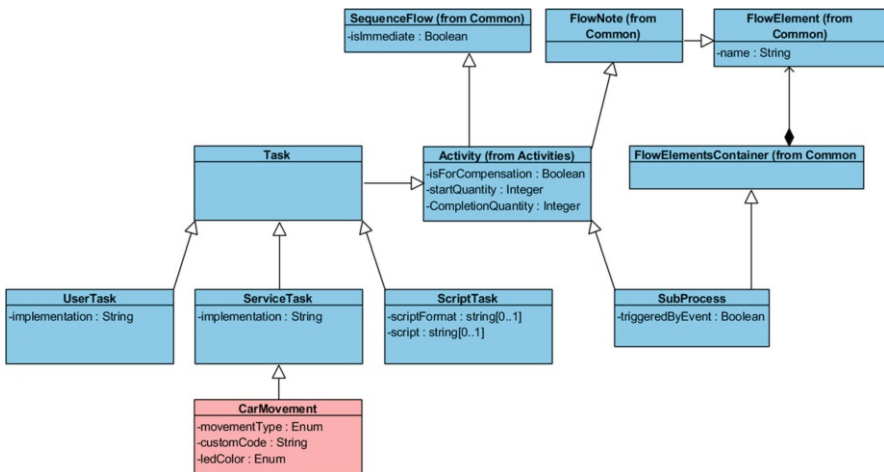 SequenceFlow (from Common)
-isImmediate : Boolean
FlowNote (from
Common)
FlowElement (from
Common)
-name : String
Task
Activity (from Activities)
-isForCompensation : Boolean
-startQuantity : Integer
-CompletionQuantity : Integer
FlowElementsContainer (from Common
UserTask
-implementation : String
ServiceTask
-implementation : String
ScriptTask
-scriptFormat : string[0..1]
-script : string[0..1]
SubProcess
-triggeredByEvent : Boolean
CarMovement
-movementType : Enum
-customCode : String
-ledColor : Enum